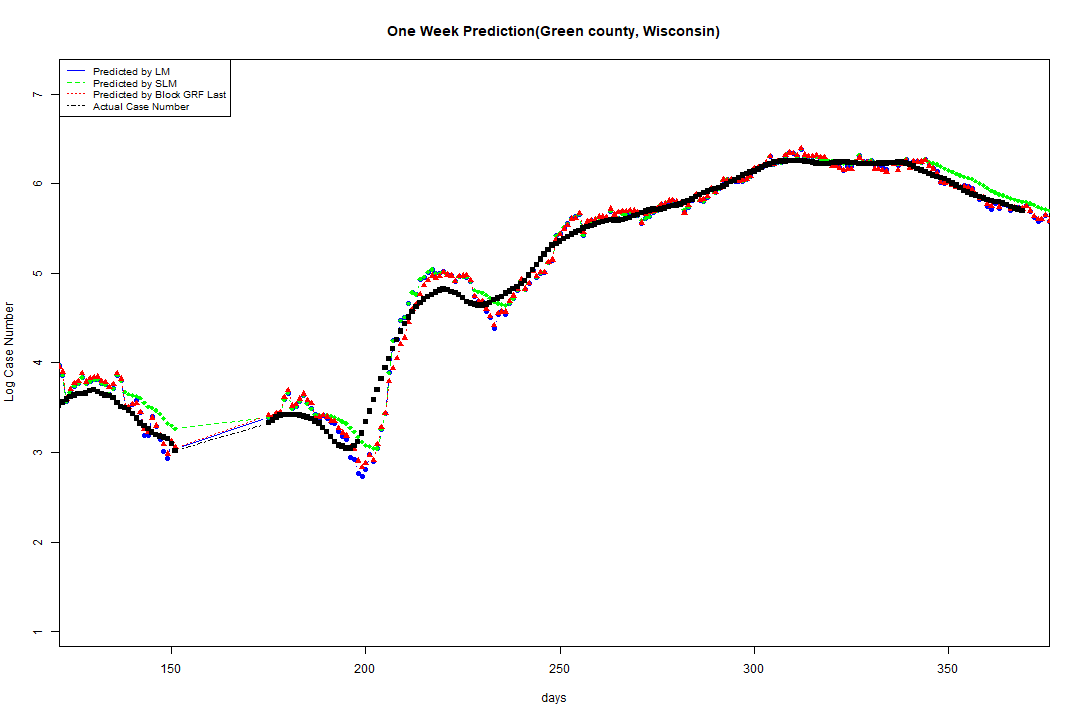 One Week Prediction(Green county, Wisconsin)
Predicted by LM
Predicted by SLM
Predicted by Block GRF Last
Actual Case Number
7
6
5
4
3
2
1
Log Case Number
150 200 250 300 350
days